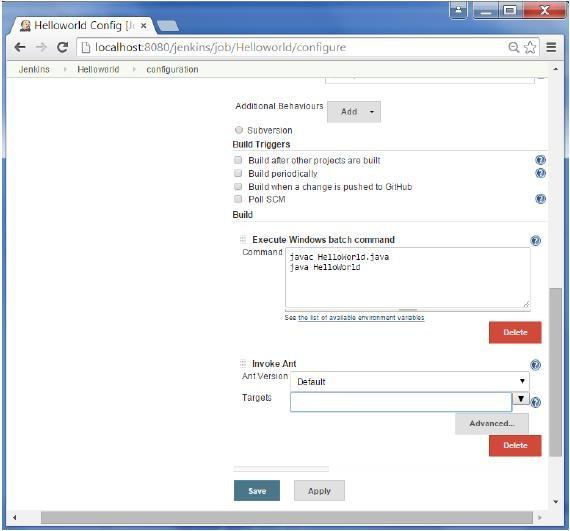 Helloworld Config [Je
localhost:8080/jenkins/job/Helloworld/configure
Jenkins Helloworld configuration
Additional Behaviours Add
Subversion
Build Triggers
Build after other projects are built
Build periodically
Build when a change is pushed to GitHub
Poll SCM
Build
Execute Windows batch command
Command
javac HelloWorld.java
java HelloWorld
See the list of available environment variables
Delete
Invoke Ant
Ant Version Default
Targets
Advanced...
Delete
Save Apply